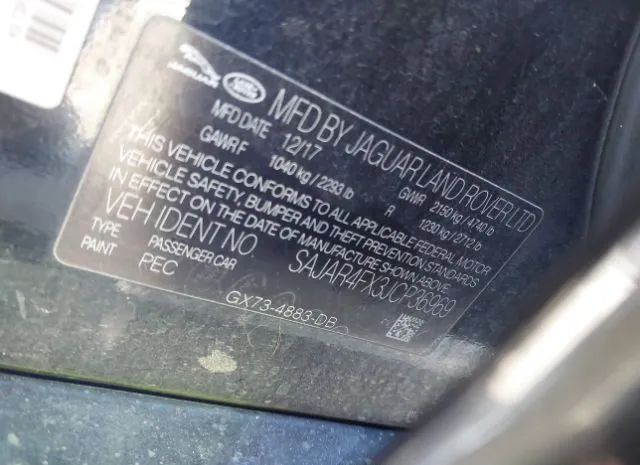 JAGUAR LAND ROVER
MFD BY JAGUAR LAND ROVER LTD
MFD DATE 12/17 GWR 2150 kg / 4740 lb
GAWR F 1040 kg / 2293 lb R 1230 kg / 2712 lb
THIS VEHICLE CONFORMS TO ALL APPLICABLE FEDERAL MOTOR
VEHICLE SAFETY, BUMPER AND THEFT PREVENTION STANDARDS
IN EFFECT ON THE DATE OF MANUFACTURE SHOWN ABOVE
VEH IDENT NO. SAJAR4FX3JCP36969
TYPE PASSENGER CAR
PAINT PEC
GX73-4883-DB